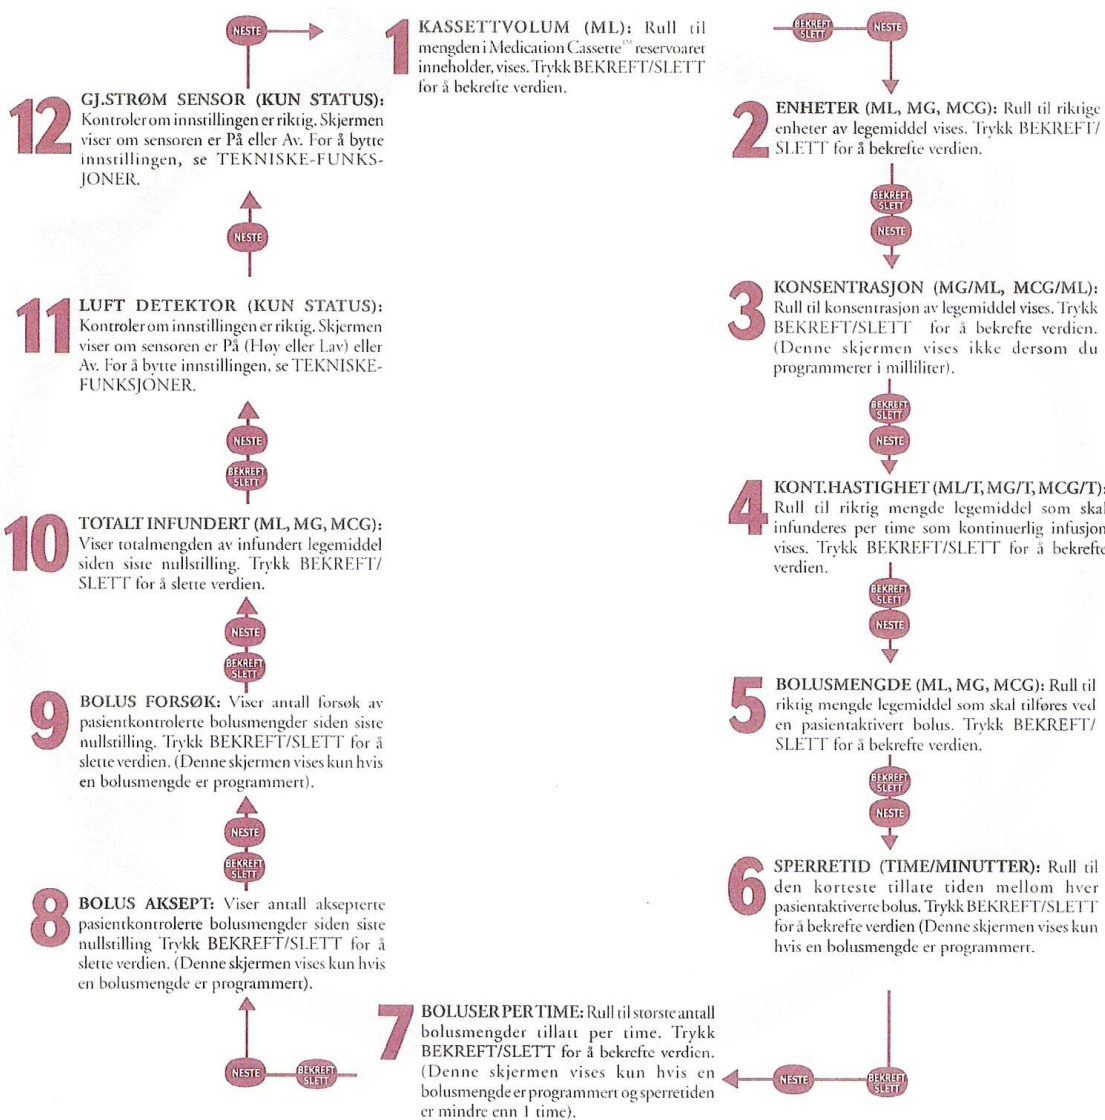 1
KASSETTVOLUM (ML): Rull til
mengden i Medication Cassette™ reservoaret
inneholder, vises. Trykk BEKREFT/SLETT
for å bekrefte verdien.
BEKREFT
SLETT
NESTE
2
ENHETER (ML, MG, MCG): Rull til riktige
enheter av legemiddel vises. Trykk BEKREFT/
SLETT for å bekrefte verdien.
BEKREFT
SLETT
NESTE
3
KONSENTRASJON (MG/ML, MCG/ML):
Rull til konsentrasjon av legemiddel vises. Trykk
BEKREFT/SLETT for å bekrefte verdien.
(Denne skjermen vises ikke dersom du
programmerer i milliliter).
BEKREFT
SLETT
NESTE
4
KONT.HASTIGHET (ML/T, MG/T, MCG/T):
Rull til riktig mengde legemiddel som skal
infunderes per time som kontinuerlig infusjon
vises. Trykk BEKREFT/SLETT for å bekrefte
verdien.
BEKREFT
SLETT
NESTE
5
BOLUSMENGDE (ML, MG, MCG): Rull til
riktig mengde legemiddel som skal tilføres ved
en pasientaktivert bolus. Trykk BEKREFT/
SLETT for å bekrefte verdien.
BEKREFT
SLETT
NESTE
6
SPERRETID (TIME/MINUTTER): Rull til
den korteste tillate tiden mellom hver
pasientaktiverte bolus. Trykk BEKREFT/SLETT
for å bekrefte verdien (Denne skjermen vises kun
hvis en bolusmengde er programmert.
BEKREFT
SLETT
NESTE
7
BOLUSER PER TIME: Rull til største antall
bolusmengder tillatt per time. Trykk
BEKREFT/SLETT for å bekrefte verdien.
(Denne skjermen vises kun hvis en
bolusmengde er programmert og sperretiden
er mindre enn 1 time).
BEKREFT
SLETT
NESTE
8
BOLUS AKSEPT: Viser antall aksepterte
pasientkontrolerte bolusmengder siden siste
nullstilling Trykk BEKREFT/SLETT for å
slette verdien. (Denne skjermen vises kun hvis
en bolusmengde er programmert).
BEKREFT
SLETT
NESTE
9
BOLUS FORSØK: Viser antall forsøk av
pasientkontrolerte bolusmengder siden siste
nullstilling. Trykk BEKREFT/SLETT for å
slette verdien. (Denne skjermen vises kun hvis
en bolusmengde er programmert).
BEKREFT
SLETT
NESTE
10
TOTALT INFUNDERT (ML, MG, MCG):
Viser totalmengden av infundert legemiddel
siden siste nullstilling. Trykk BEKREFT/
SLETT for å slette verdien.
BEKREFT
SLETT
NESTE
11
LUFT DETEKTOR (KUN STATUS):
Kontroler om innstillingen er riktig. Skjermen
viser om sensoren er På (Høy eller Lav) eller
Av. For å bytte innstillingen, se TEKNISKE-
FUNKSJONER.
NESTE
12
GJ.STRØM SENSOR (KUN STATUS):
Kontroler om innstillingen er riktig. Skjermen
viser om sensoren er På eller Av. For å bytte
innstillingen, se TEKNISKE-FUNKS-
JONER.
NESTE